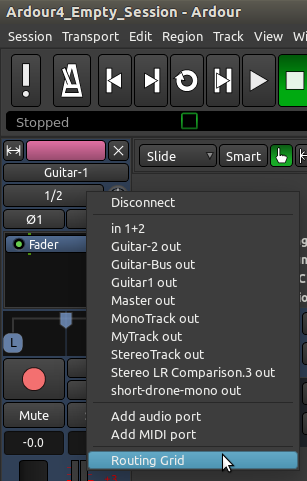 Ardour4_Empty_Session - Ardour
Session Transport Edit Region Track View
Stopped
Slide Smart
Guitar-1
1/2
Ø1
Fader
L
Mute
-0.0
Disconnect
in 1+2
Guitar-2 out
Guitar-Bus out
Guitar1 out
Master out
MonoTrack out
MyTrack out
StereoTrack out
Stereo LR Comparison.3 out
short-drone-mono out
Add audio port
Add MIDI port
Routing Grid